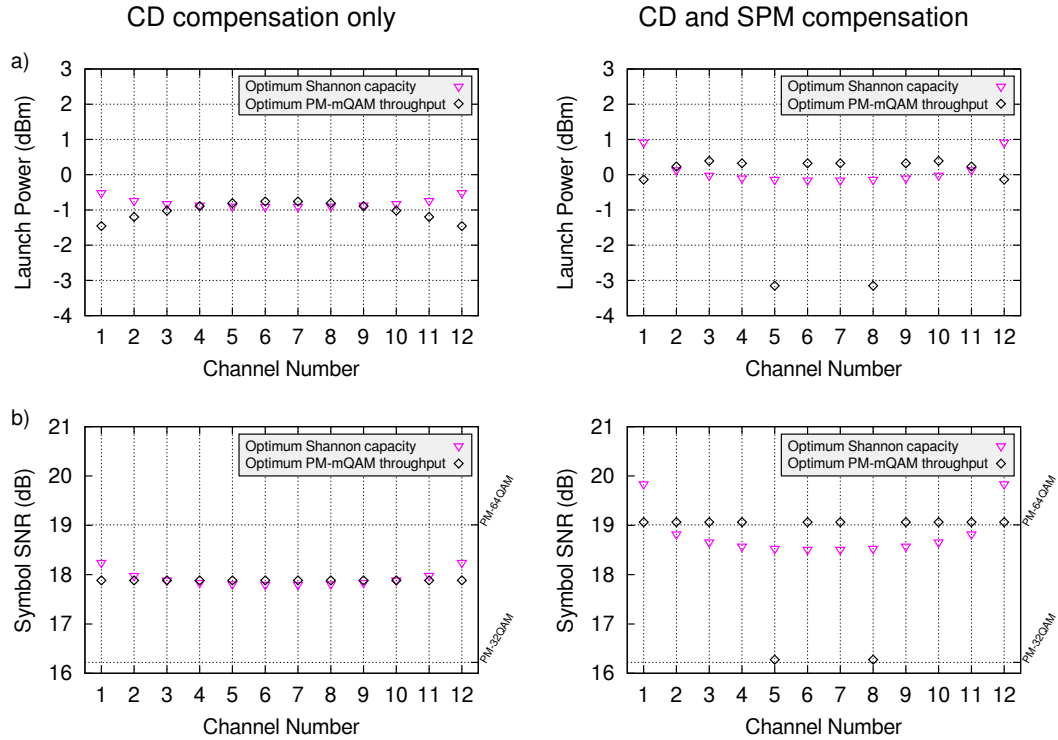 CD compensation only
CD and SPM compensation
a)
Launch Power (dBm)
3
2
1
0
-1
-2
-3
-4
Optimum Shannon capacity
Optimum PM-mQAM throughput
1 2 3 4 5 6 7 8 9 10 11 12
Channel Number
Launch Power (dBm)
3
2
1
0
-1
-2
-3
-4
Optimum Shannon capacity
Optimum PM-mQAM throughput
1 2 3 4 5 6 7 8 9 10 11 12
Channel Number
b)
Symbol SNR (dB)
21
20
19
18
17
16
Optimum Shannon capacity
Optimum PM-mQAM throughput
PM-64QAM
PM-32QAM
1 2 3 4 5 6 7 8 9 10 11 12
Channel Number
Symbol SNR (dB)
21
20
19
18
17
16
Optimum Shannon capacity
Optimum PM-mQAM throughput
PM-64QAM
PM-32QAM
1 2 3 4 5 6 7 8 9 10 11 12
Channel Number